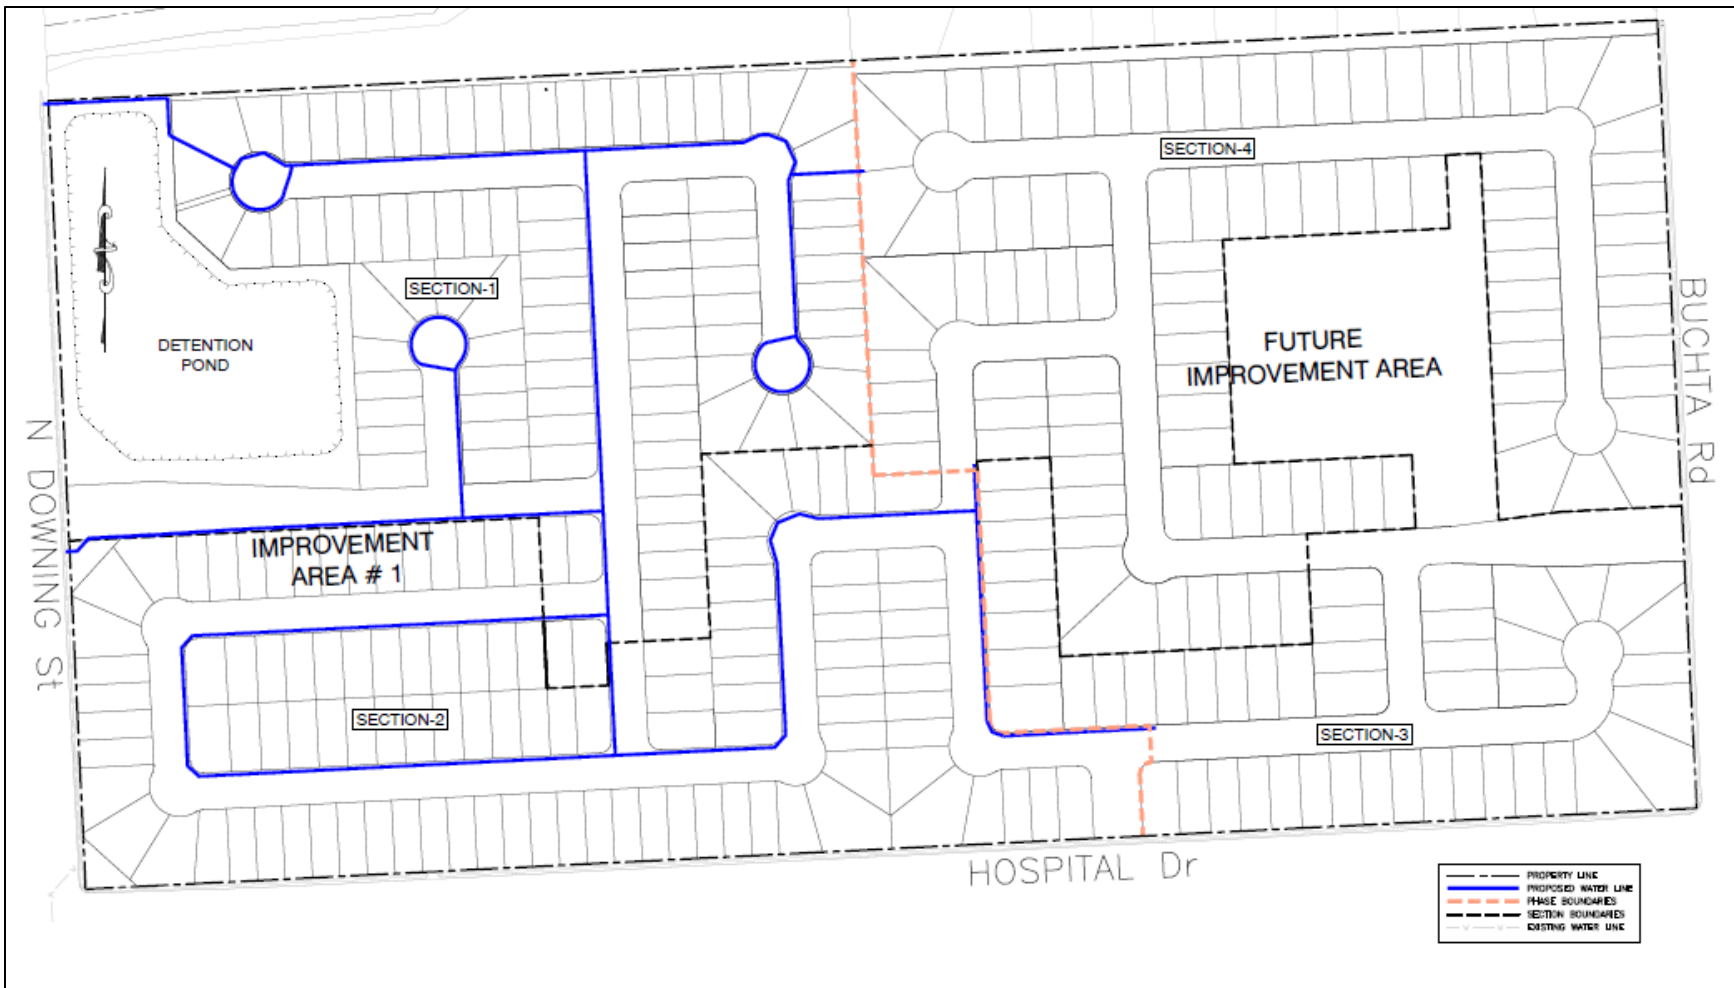 SECTION-4
SECTION-1
DETENTION
POND
FUTURE
IMPROVEMENT AREA
BUCHTA Rd
N DOWNING St
IMPROVEMENT
AREA # 1
SECTION-2
SECTION-3
HOSPITAL Dr
PROPERTY LINE
PROPOSED WATER LINE
PHASE BOUNDARIES
SECTION BOUNDARIES
EXISTING WATER LINE